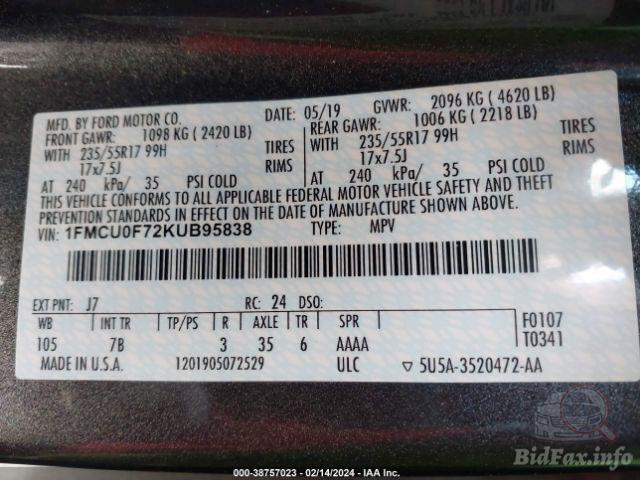 MFD. BY FORD MOTOR CO. DATE: 05/19 GVWR: 2096 KG ( 4620 LB)
FRONT GAWR: 1098 KG ( 2420 LB) REAR GAWR: 1006 KG ( 2218 LB)
WITH 235/55R17 99H TIRES WITH 235/55R17 99H TIRES
17x7.5J RIMS 17x7.5J RIMS
AT 240 kPa/ 35 PSI COLD AT 240 kPa/ 35 PSI COLD
THIS VEHICLE CONFORMS TO ALL APPLICABLE FEDERAL MOTOR VEHICLE SAFETY AND THEFT
PREVENTION STANDARDS IN EFFECT ON THE DATE OF MANUFACTURE SHOWN ABOVE.
VIN: 1FMCU0F72KUB95838 TYPE: MPV
EXT PNT: J7 RC: 24 DSO:
WB INT TR TP/PS R AXLE TR SPR F0107
105 7B 3 35 6 AAAA T0341
MADE IN U.S.A. 1201905072529 ULC ▽ 5U5A-3520472-AA
BidFax.info
000-38757023 - 02/14/2024 - IAA Inc.